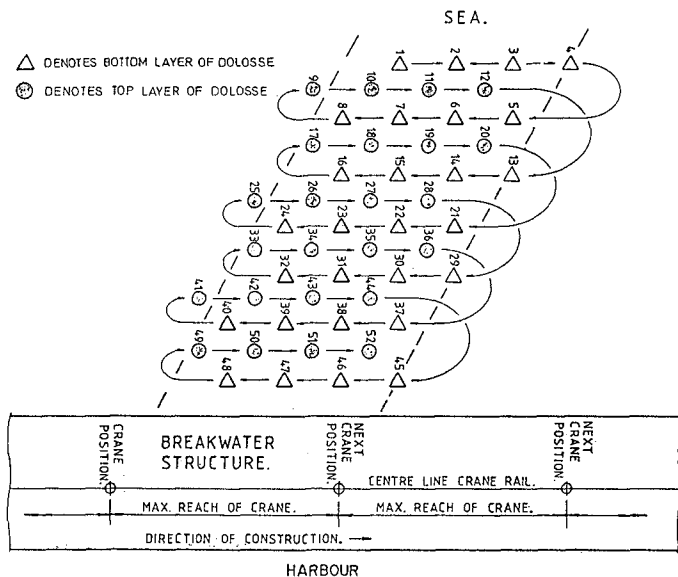 SEA.
DENOTES BOTTOM LAYER OF DOLOSSE
DENOTES TOP LAYER OF DOLOSSE
1 2 3 4
9 10 11 12
8 7 6 5
17 18 19 20
16 15 14 13
25 26 27 28
24 23 22 21
33 34 35 36
32 31 30 29
41 42 43 44
40 39 38 37
49 50 51 52
48 47 46 45
CRANE
POSITION.
BREAKWATER
STRUCTURE.
NEXT
CRANE
POSITION.
NEXT
CRANE
POSITION.
CENTRE LINE CRANE RAIL.
MAX. REACH OF CRANE. MAX. REACH OF CRANE.
DIRECTION OF CONSTRUCTION.
HARBOUR